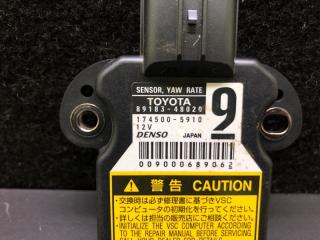 SENSOR, YAW RATE
TOYOTA
89183-48020
174500-5910
12V
DENSO JAPAN
9
009000689062
⚠ 警告 CAUTION
・交換時は必ず修理書に基づきVSC
コンピュータの初期化を行ってください。
・詳しくは担当の販売店にご相談ください。
INITIALIZE THE VSC COMPUTER ACCORDING
TO THE REPAIR MANUAL BEFORE SERVICING